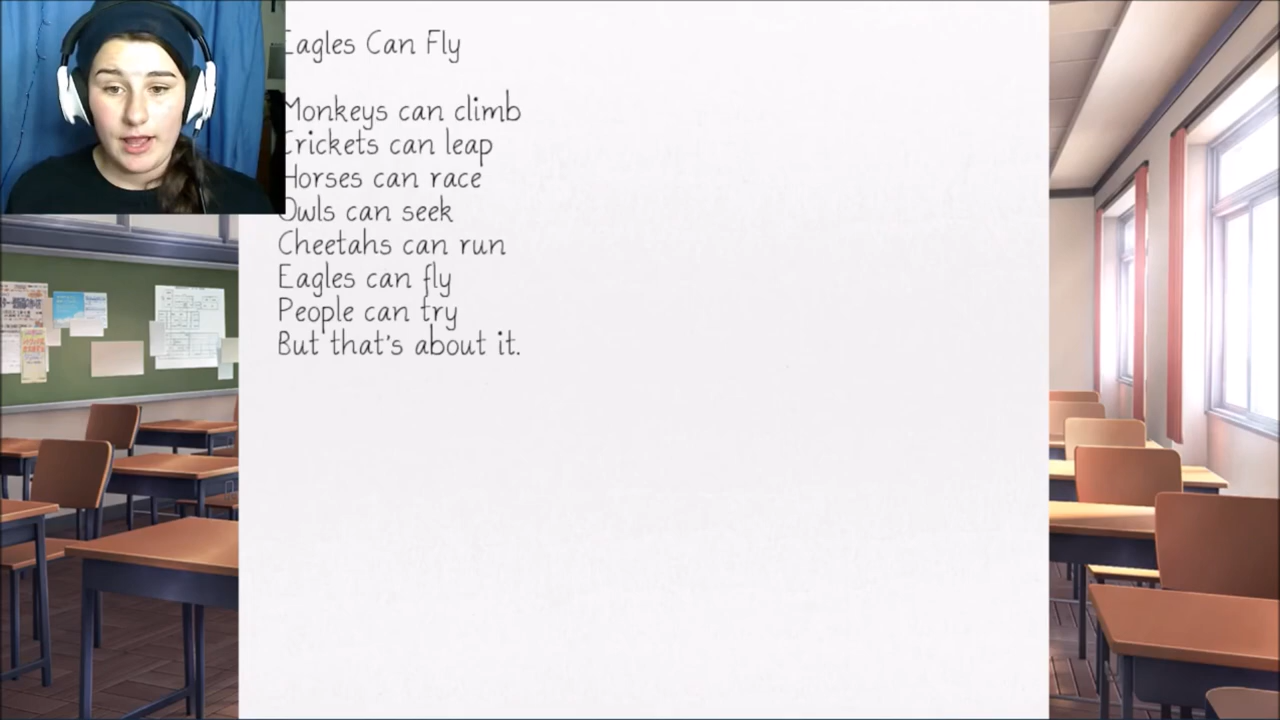 Eagles Can Fly
Monkeys can climb
Crickets can leap
Horses can race
Owls can seek
Cheetahs can run
Eagles can fly
People can try
But that's about it.